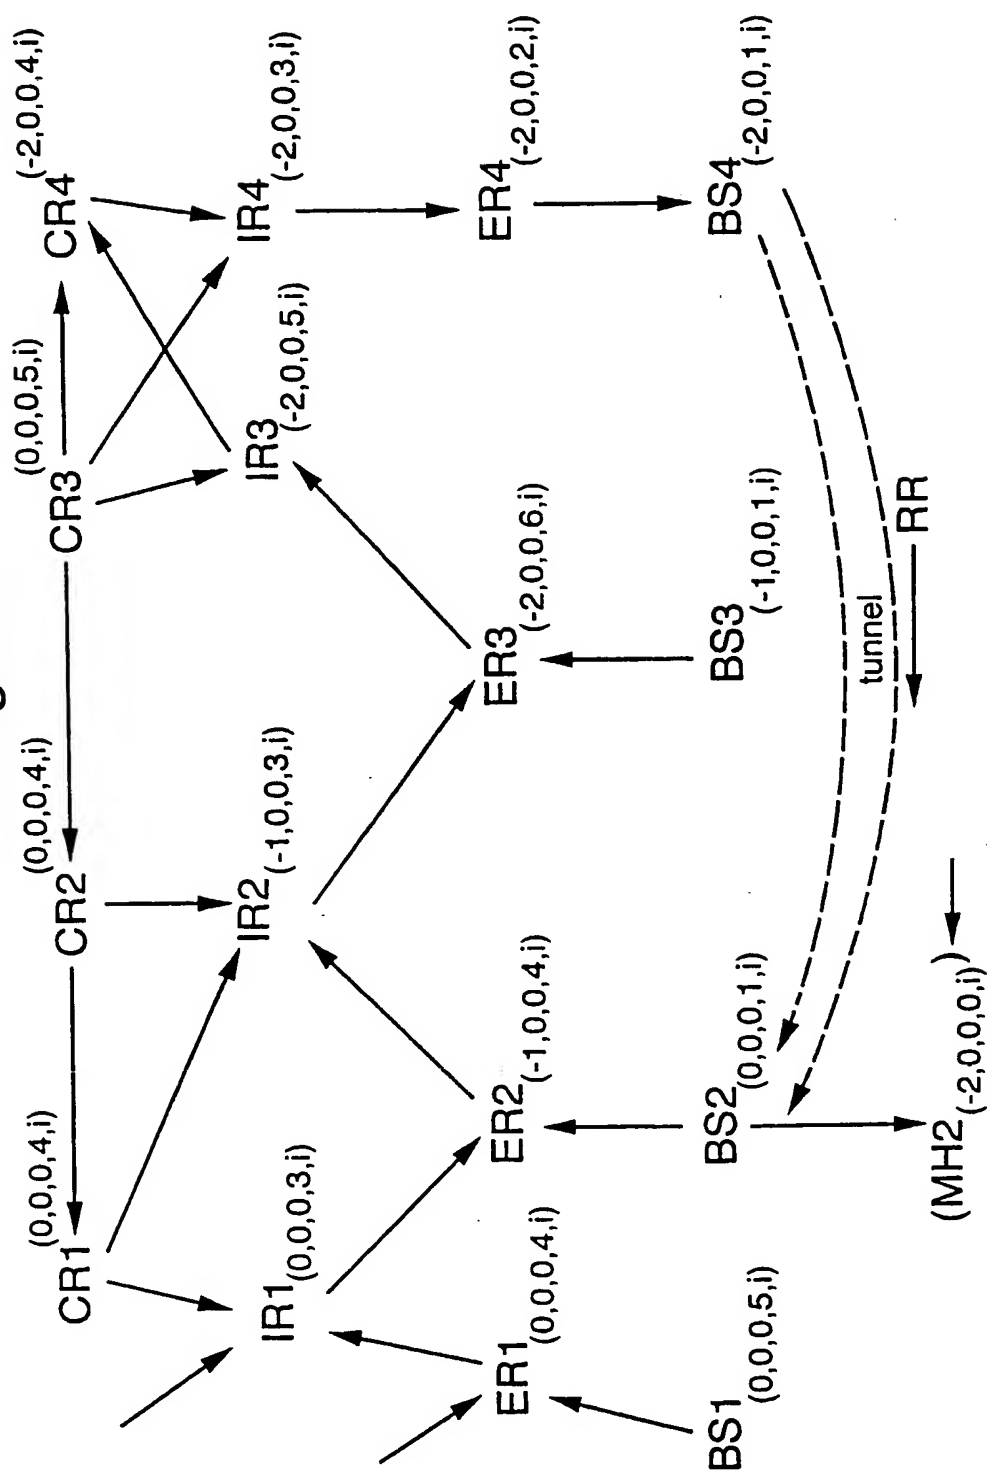 CR1 (0,0,0,4,i)
CR2 (0,0,0,4,i)
CR3 (0,0,0,5,i)
CR4 (-2,0,0,4,i)
IR1 (0,0,0,3,i)
IR2 (-1,0,0,3,i)
IR3 (-2,0,0,5,i)
IR4 (-2,0,0,3,i)
ER1 (0,0,0,4,i)
ER2 (-1,0,0,4,i)
ER3 (-2,0,0,6,i)
ER4 (-2,0,0,2,i)
BS1 (0,0,0,5,i)
BS2 (0,0,0,1,i)
BS3 (-1,0,0,1,i)
BS4 (-2,0,0,1,i)
tunnel
RR
(MH2 (-2,0,0,0,i) )